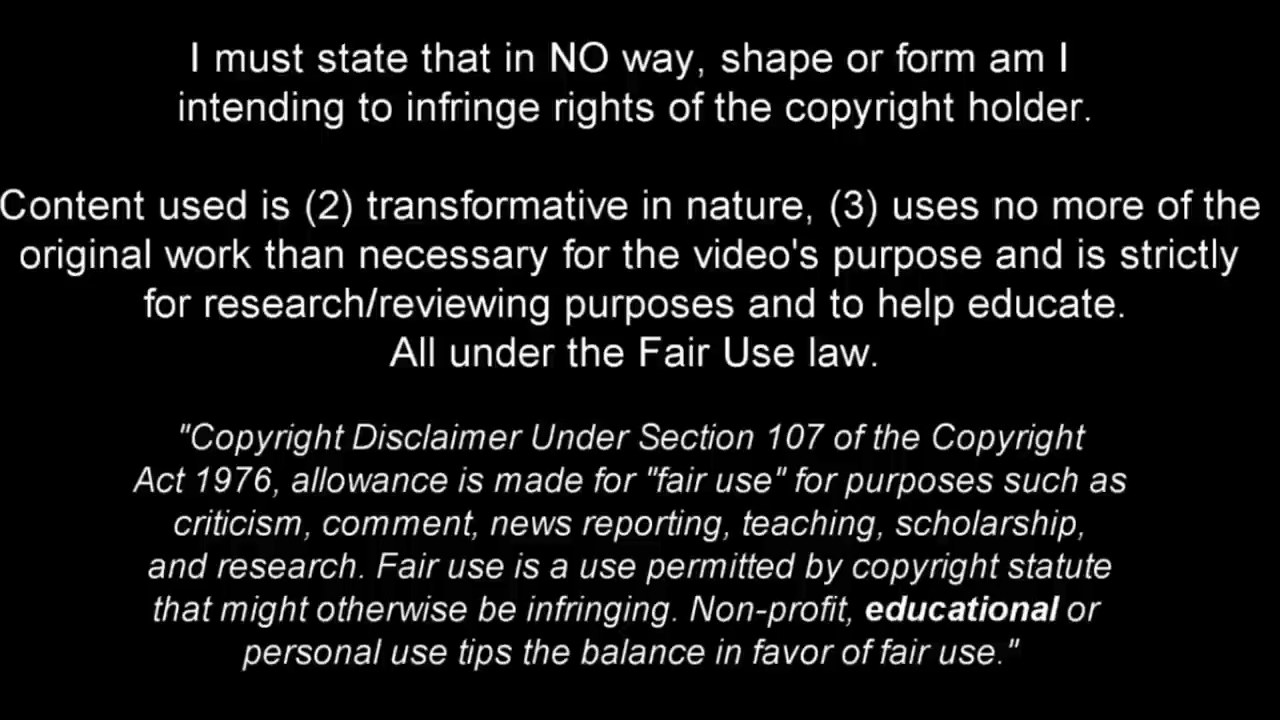 I must state that in NO way, shape or form am I
intending to infringe rights of the copyright holder.
Content used is (2) transformative in nature, (3) uses no more of the
original work than necessary for the video's purpose and is strictly
for research/reviewing purposes and to help educate.
All under the Fair Use law.
"Copyright Disclaimer Under Section 107 of the Copyright
Act 1976, allowance is made for "fair use" for purposes such as
criticism, comment, news reporting, teaching, scholarship,
and research. Fair use is a use permitted by copyright statute
that might otherwise be infringing. Non-profit, educational or
personal use tips the balance in favor of fair use."